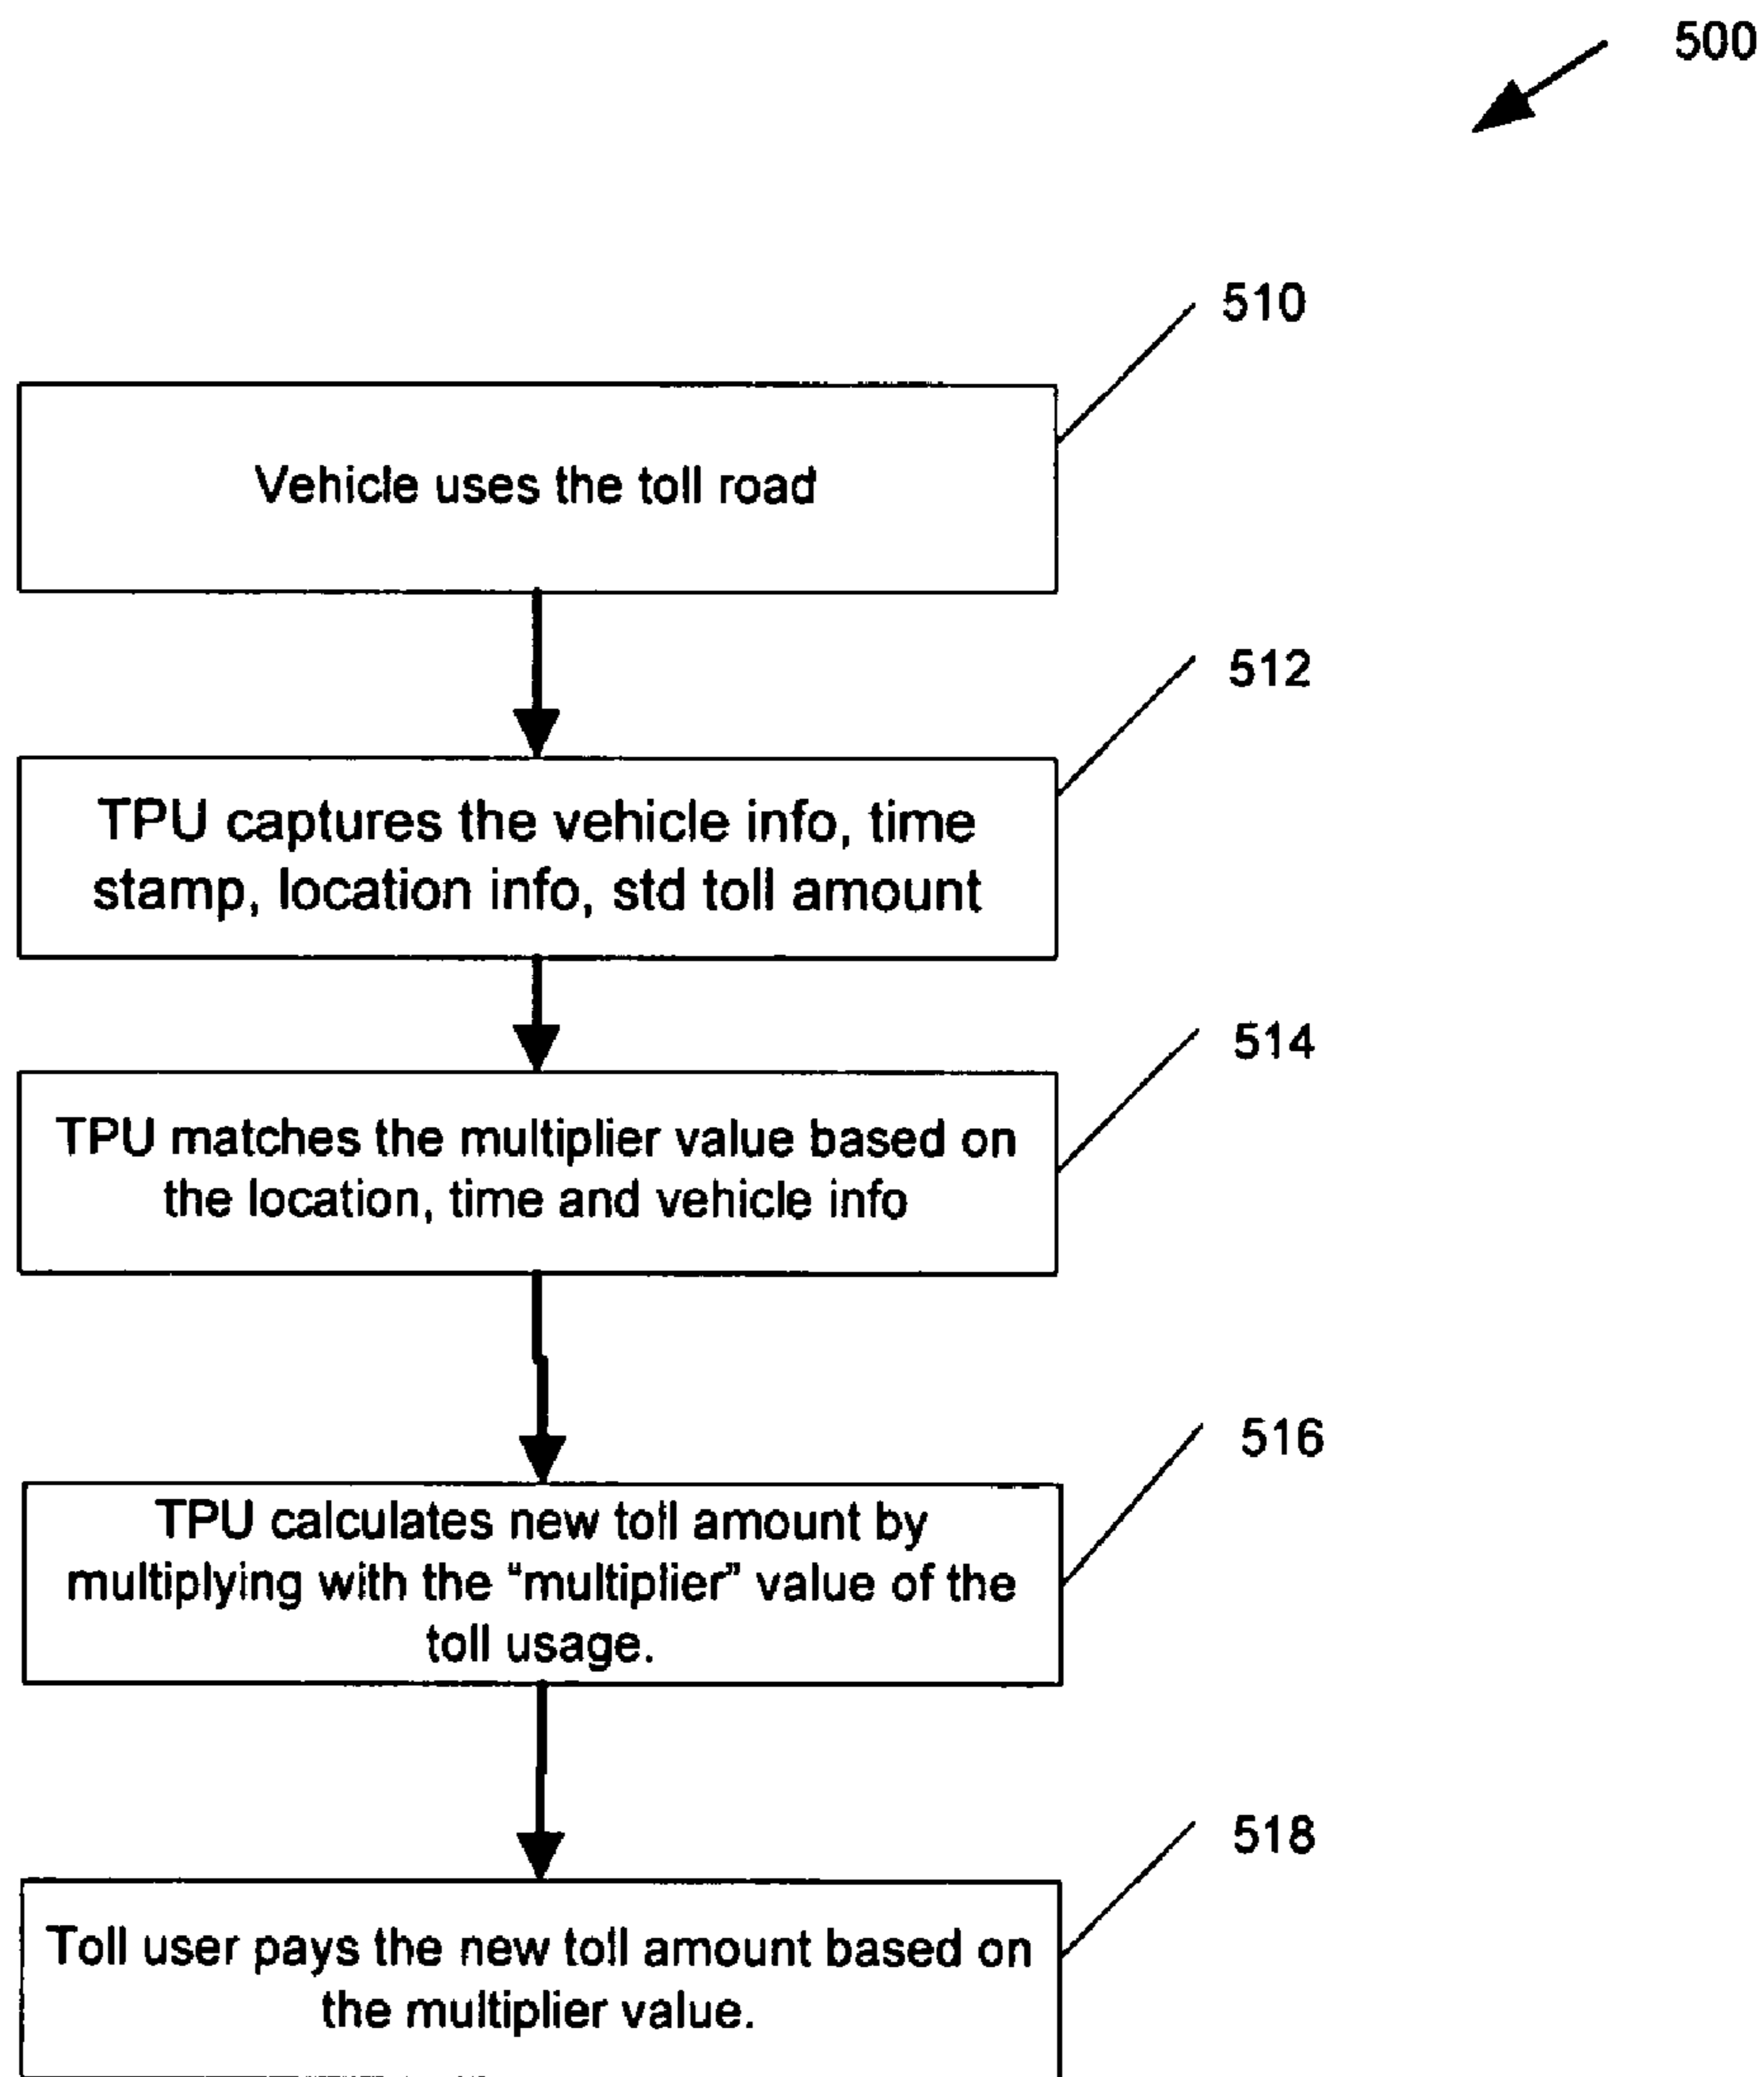 500
510
Vehicle uses the toll road
512
TPU captures the vehicle info, time
stamp, location info, std toll amount
514
TPU matches the multiplier value based on
the location, time and vehicle info
516
TPU calculates new toll amount by
multiplying with the “multiplier” value of the
toll usage.
518
Toll user pays the new toll amount based on
the multiplier value.